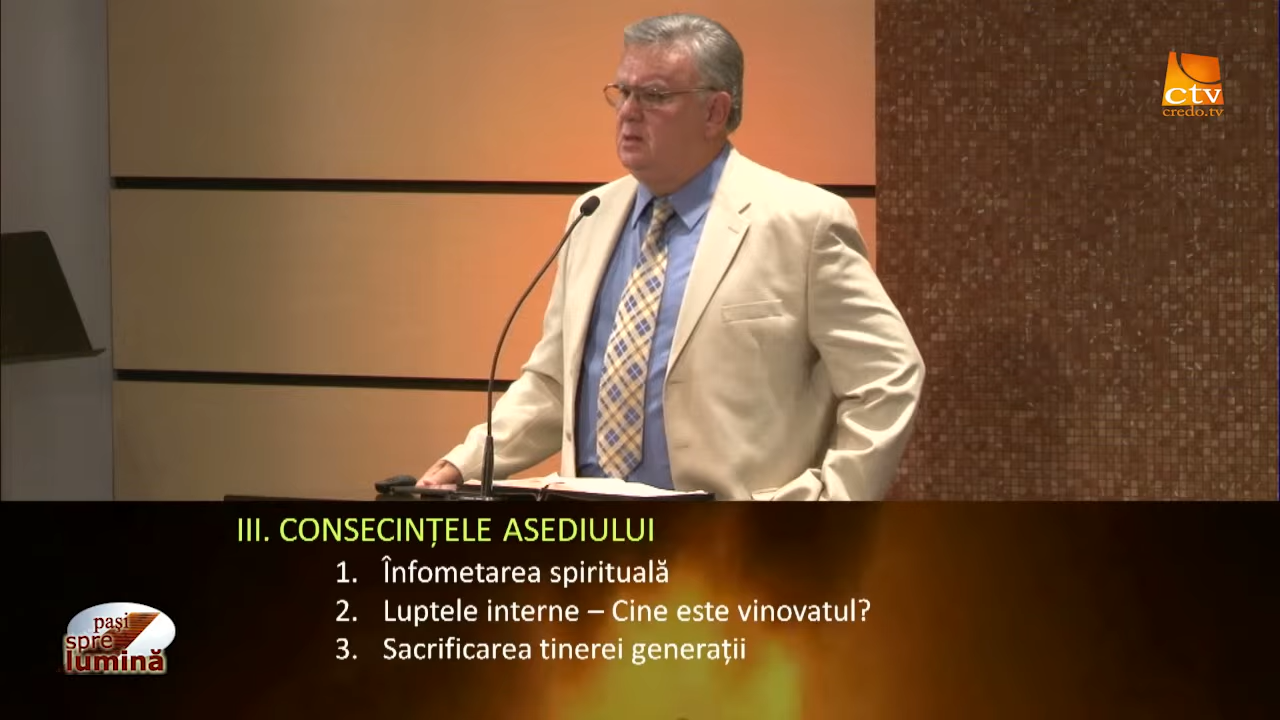 ctv
credo.tv
III. CONSECINȚELE ASEDIULUI
1. Înfometarea spirituală
2. Luptele interne – Cine este vinovatul?
3. Sacrificarea tinerei generații
pași
spre
lumină